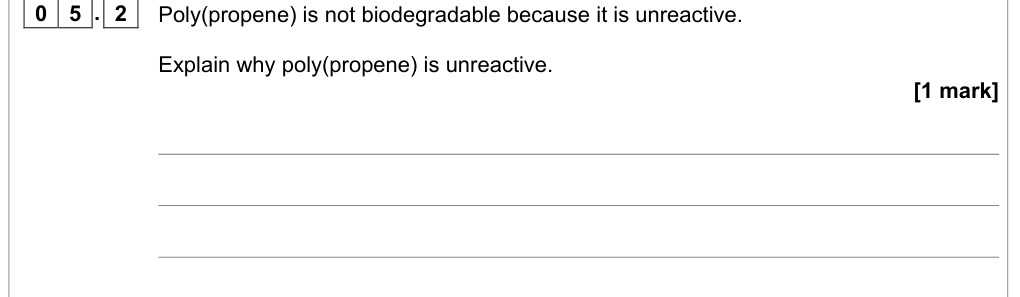 0 5 . 2 Poly(propene) is not biodegradable because it is unreactive.
Explain why poly(propene) is unreactive.
[1 mark]